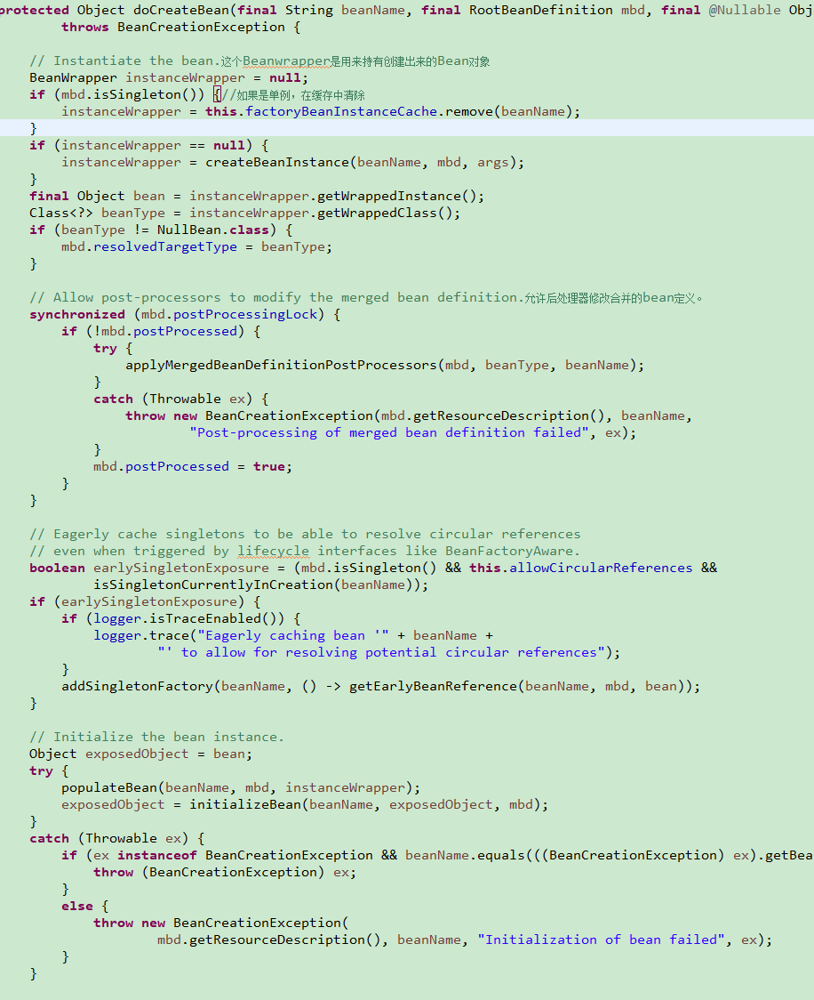 protected Object doCreateBean(final String beanName, final RootBeanDefinition mbd, final @Nullable Obj
throws BeanCreationException {
// Instantiate the bean.这个Beanwrapper是用来持有创建出来的Bean对象
BeanWrapper instanceWrapper = null;
if (mbd.isSingleton()) {//如果是单例，在缓存中清除
instanceWrapper = this.factoryBeanInstanceCache.remove(beanName);
}
if (instanceWrapper == null) {
instanceWrapper = createBeanInstance(beanName, mbd, args);
}
final Object bean = instanceWrapper.getWrappedInstance();
Class<?> beanType = instanceWrapper.getWrappedClass();
if (beanType != NullBean.class) {
mbd.resolvedTargetType = beanType;
}
// Allow post-processors to modify the merged bean definition.允许后处理器修改合并的bean定义。
synchronized (mbd.postProcessingLock) {
if (!mbd.postProcessed) {
try {
applyMergedBeanDefinitionPostProcessors(mbd, beanType, beanName);
}
catch (Throwable ex) {
throw new BeanCreationException(mbd.getResourceDescription(), beanName,
"Post-processing of merged bean definition failed", ex);
}
mbd.postProcessed = true;
}
}
// Eagerly cache singletons to be able to resolve circular references
// even when triggered by lifecycle interfaces like BeanFactoryAware.
boolean earlySingletonExposure = (mbd.isSingleton() && this.allowCircularReferences &&
isSingletonCurrentlyInCreation(beanName));
if (earlySingletonExposure) {
if (logger.isTraceEnabled()) {
logger.trace("Eagerly caching bean '" + beanName +
"' to allow for resolving potential circular references");
}
addSingletonFactory(beanName, () -> getEarlyBeanReference(beanName, mbd, bean));
}
// Initialize the bean instance.
Object exposedObject = bean;
try {
populateBean(beanName, mbd, instanceWrapper);
exposedObject = initializeBean(beanName, exposedObject, mbd);
}
catch (Throwable ex) {
if (ex instanceof BeanCreationException && beanName.equals(((BeanCreationException) ex).getBea
throw (BeanCreationException) ex;
}
else {
throw new BeanCreationException(
mbd.getResourceDescription(), beanName, "Initialization of bean failed", ex);
}
}